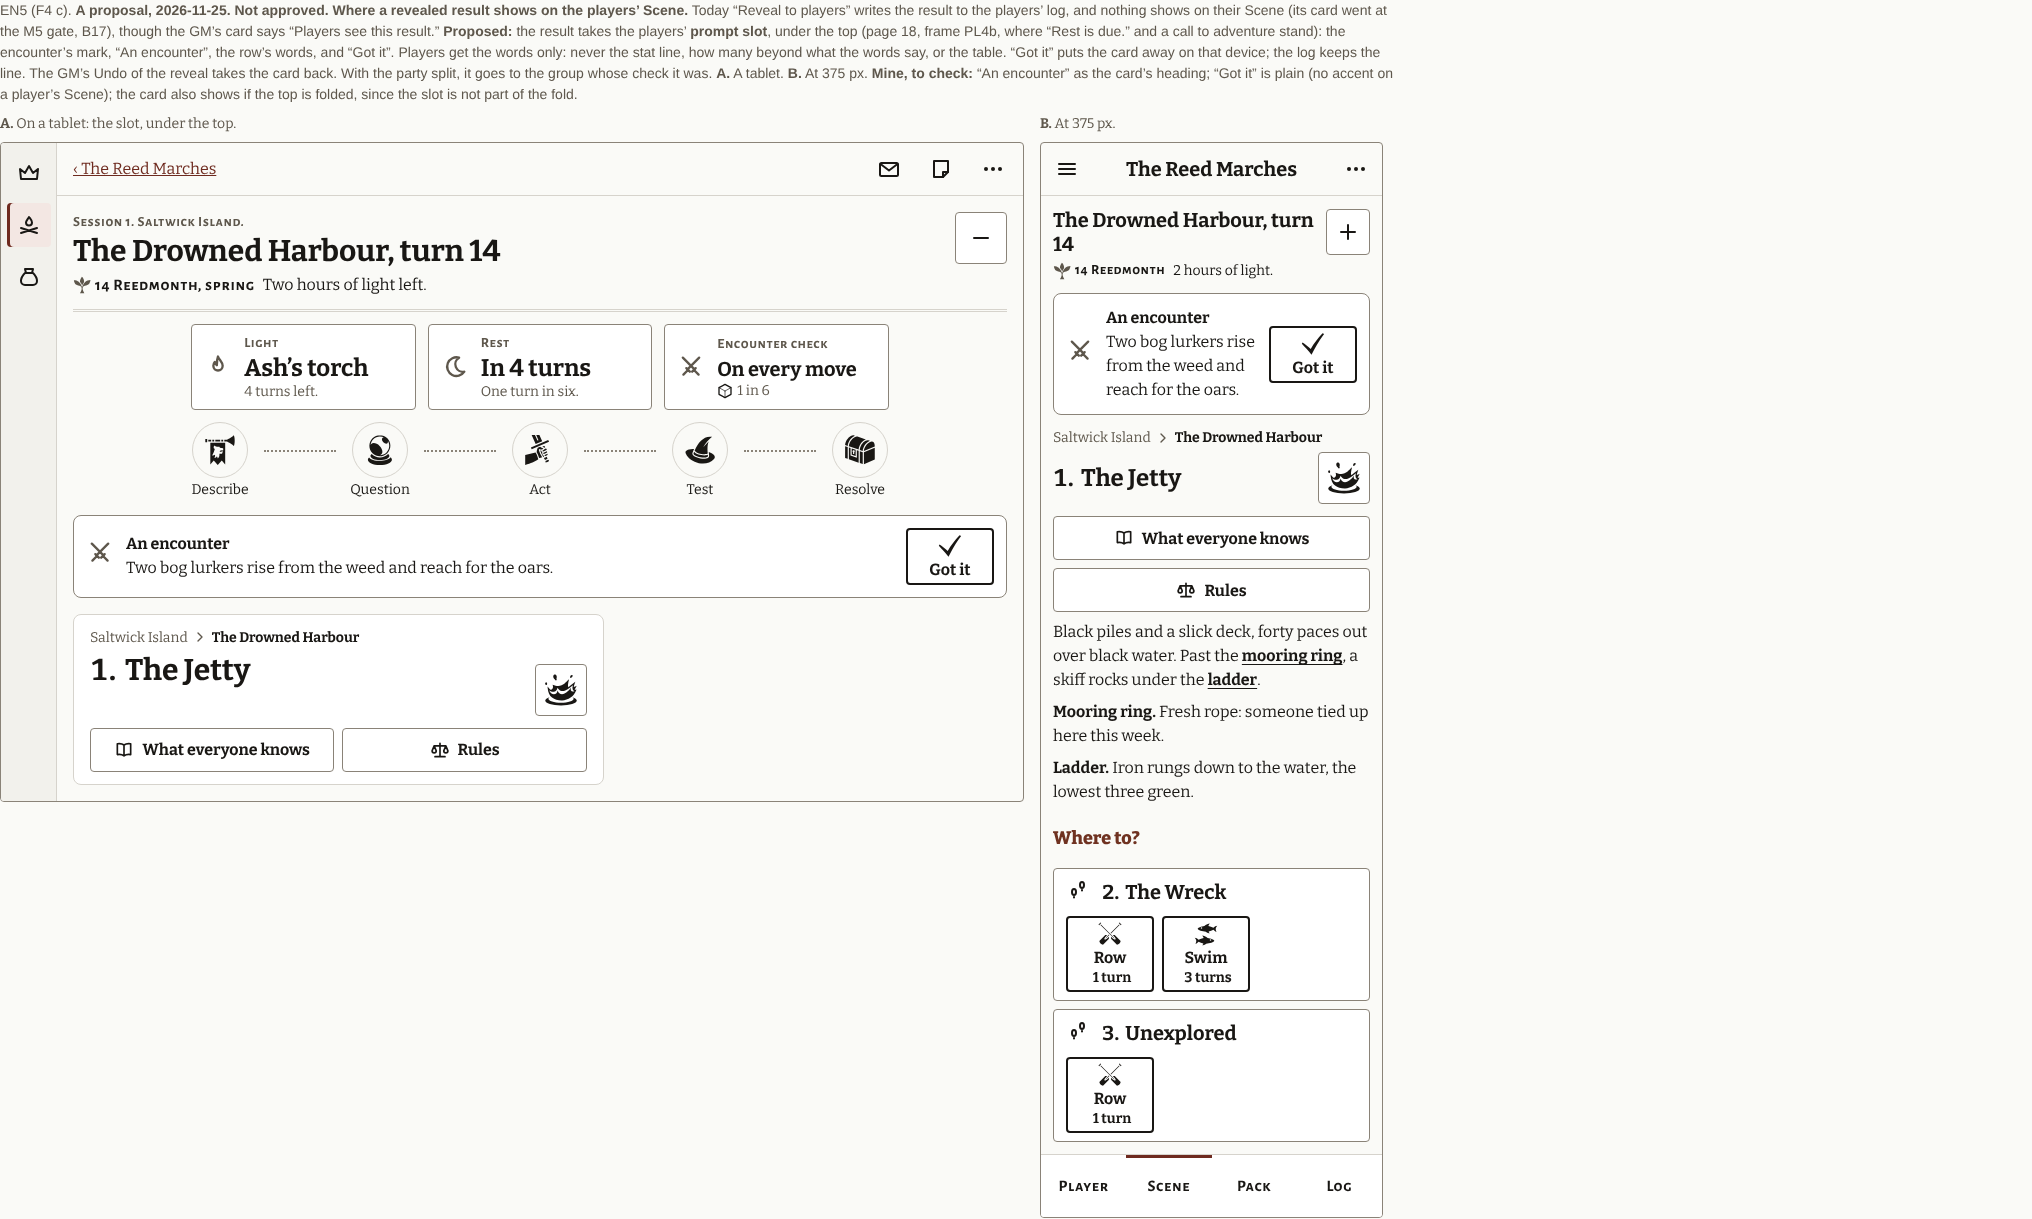 EN5 (F4 c). A proposal, 2026-11-25. Not approved. Where a revealed result shows on the players’ Scene. Today “Reveal to players” writes the result to the players’ log, and nothing shows on their Scene (its card went at
the M5 gate, B17), though the GM’s card says “Players see this result.” Proposed: the result takes the players’ prompt slot, under the top (page 18, frame PL4b, where “Rest is due.” and a call to adventure stand): the
encounter’s mark, “An encounter”, the row’s words, and “Got it”. Players get the words only: never the stat line, how many beyond what the words say, or the table. “Got it” puts the card away on that device; the log keeps the
line. The GM’s Undo of the reveal takes the card back. With the party split, it goes to the group whose check it was. A. A tablet. B. At 375 px. Mine, to check: “An encounter” as the card’s heading; “Got it” is plain (no accent on
a player’s Scene); the card also shows if the top is folded, since the slot is not part of the fold.
A. On a tablet: the slot, under the top.
‹ The Reed Marches
Session 1. Saltwick Island.
The Drowned Harbour, turn 14
14 Reedmonth, spring Two hours of light left.
Light
Ash’s torch
4 turns left.
Rest
In 4 turns
One turn in six.
Encounter check
On every move
1 in 6
Describe
Question
Act
Test
Resolve
An encounter
Two bog lurkers rise from the weed and reach for the oars.
Got it
Saltwick Island > The Drowned Harbour
1. The Jetty
What everyone knows
Rules
B. At 375 px.
The Reed Marches
The Drowned Harbour, turn
14
14 Reedmonth 2 hours of light.
An encounter
Two bog lurkers rise
from the weed and
reach for the oars.
Got it
Saltwick Island > The Drowned Harbour
1. The Jetty
What everyone knows
Rules
Black piles and a slick deck, forty paces out
over black water. Past the mooring ring, a
skiff rocks under the ladder.
Mooring ring. Fresh rope: someone tied up
here this week.
Ladder. Iron rungs down to the water, the
lowest three green.
Where to?
2. The Wreck
Row
1 turn
Swim
3 turns
3. Unexplored
Row
1 turn
Player
Scene
Pack
Log